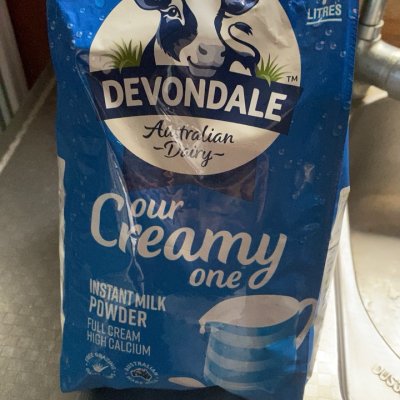 LITRES
DEVONDALE
TM
Australian
-Dairy-
our
Creamy
one
INSTANT MILK
POWDER
FULL CREAM
HIGH CALCIUM